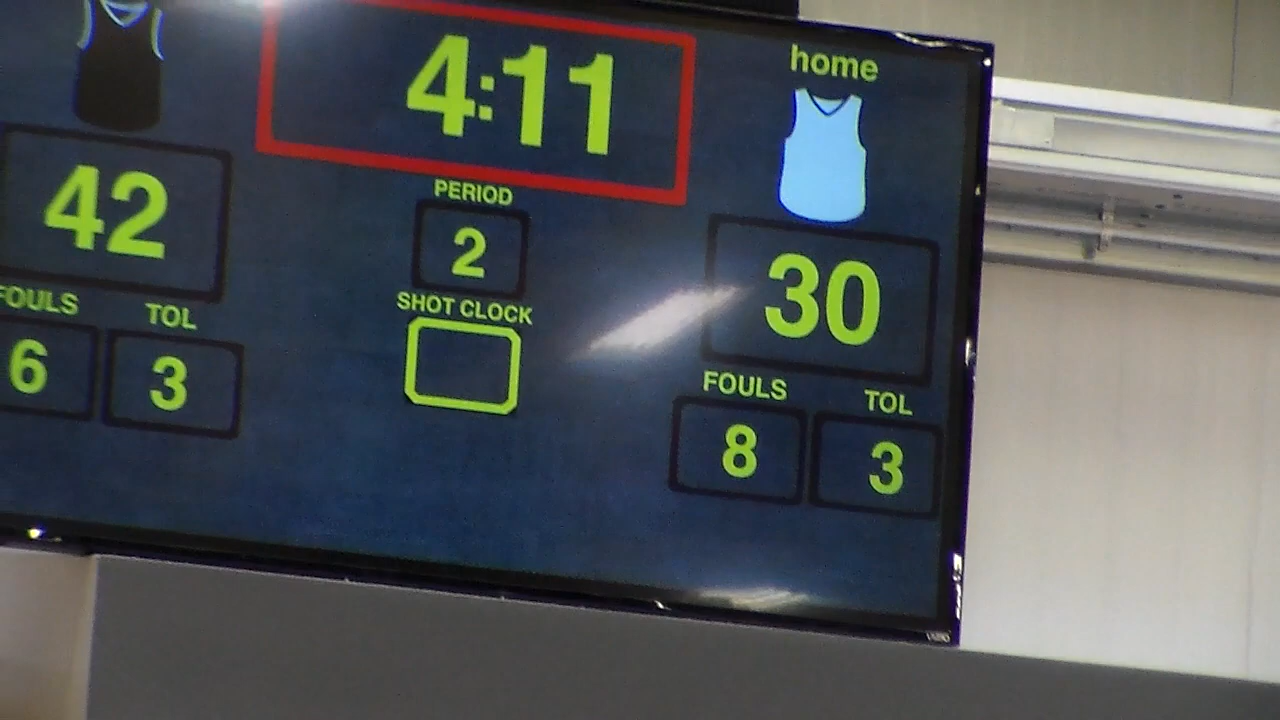 4:11
home
PERIOD
42
2
30
SHOT CLOCK
FOULS TOL
FOULS TOL
6 3
8 3